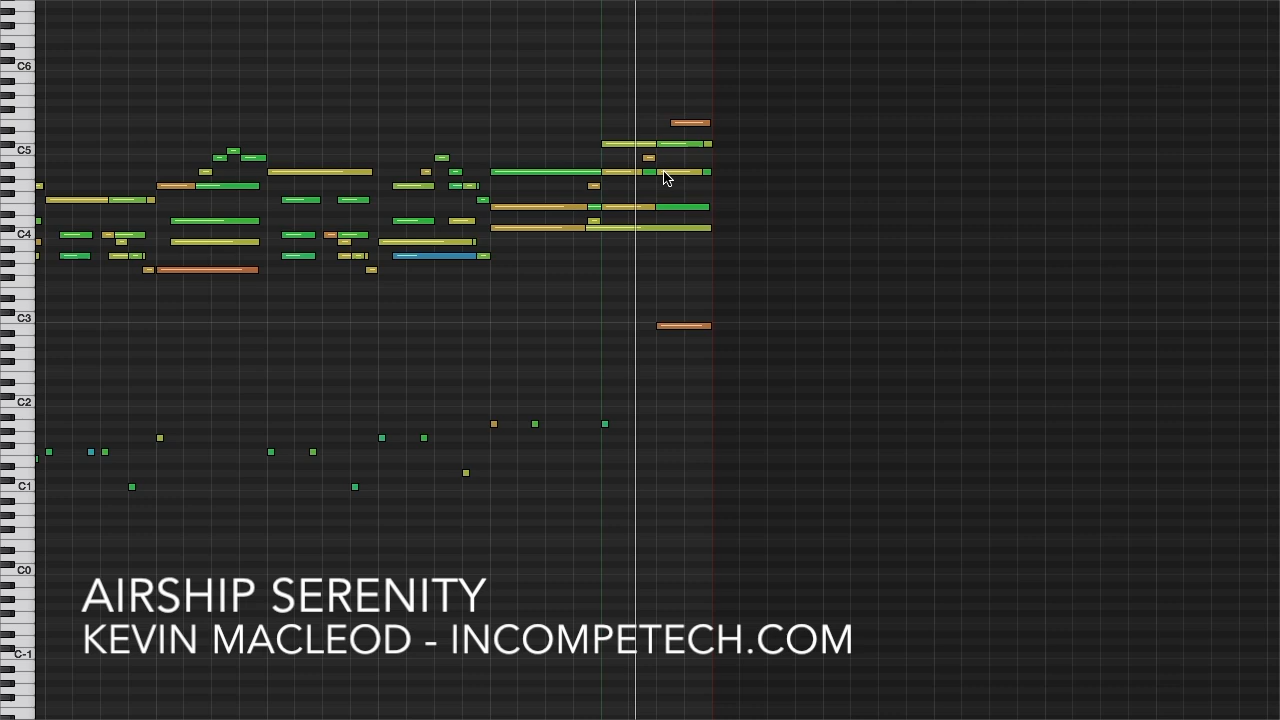 C6
C5
C4
C3
C2
C1
C0
AIRSHIP SERENITY
KEVIN MACLEOD - INCOMPETECH.COM
C-1